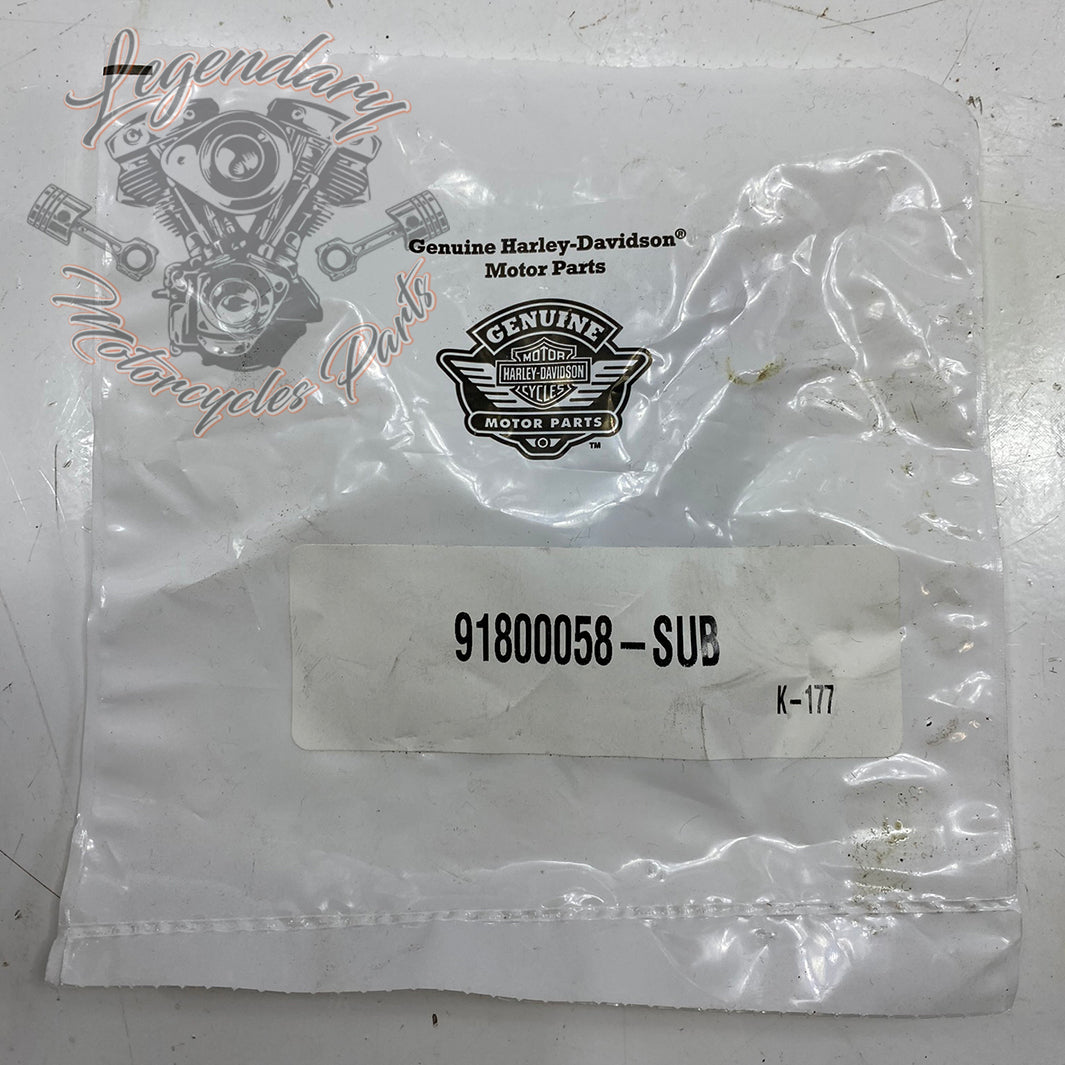 Legendary
Motorcycles Parts
Genuine Harley-Davidson®
Motor Parts
GENUINE
MOTOR
HARLEY-DAVIDSON
CYCLES
MOTOR PARTS
™
91800058-SUB
K-177